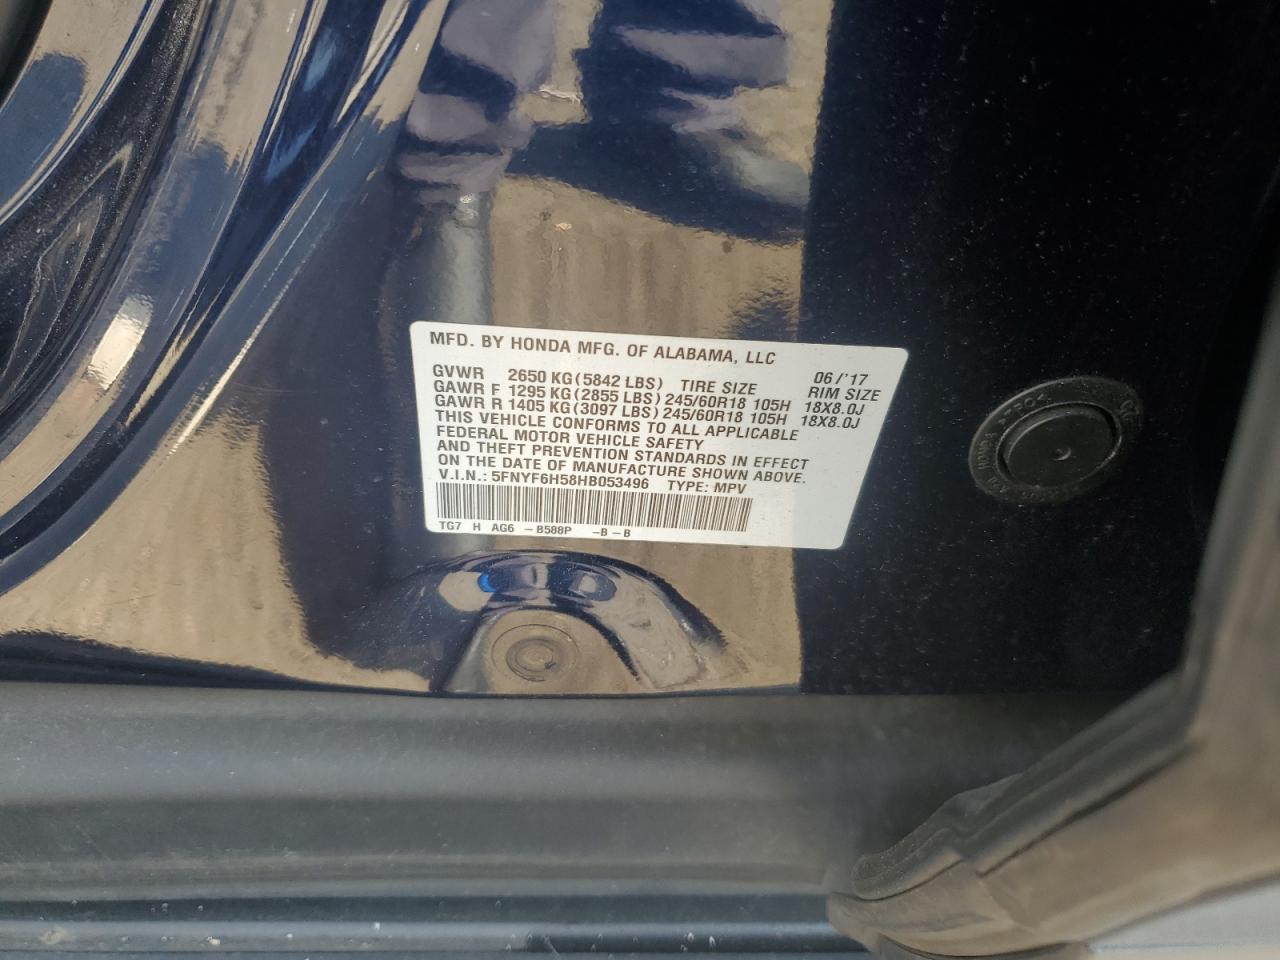 MFD. BY HONDA MFG. OF ALABAMA, LLC
GVWR 2650 KG(5842 LBS) TIRE SIZE 06/'17 RIM SIZE
GAWR F 1295 KG(2855 LBS) 245/60R18 105H 18X8.0J
GAWR R 1405 KG(3097 LBS) 245/60R18 105H 18X8.0J
THIS VEHICLE CONFORMS TO ALL APPLICABLE
FEDERAL MOTOR VEHICLE SAFETY
AND THEFT PREVENTION STANDARDS IN EFFECT
ON THE DATE OF MANUFACTURE SHOWN ABOVE.
V.I.N.: 5FNYF6H58HB053496 TYPE: MPV
TG7 H AG6 -B588P -B-B
HONDA